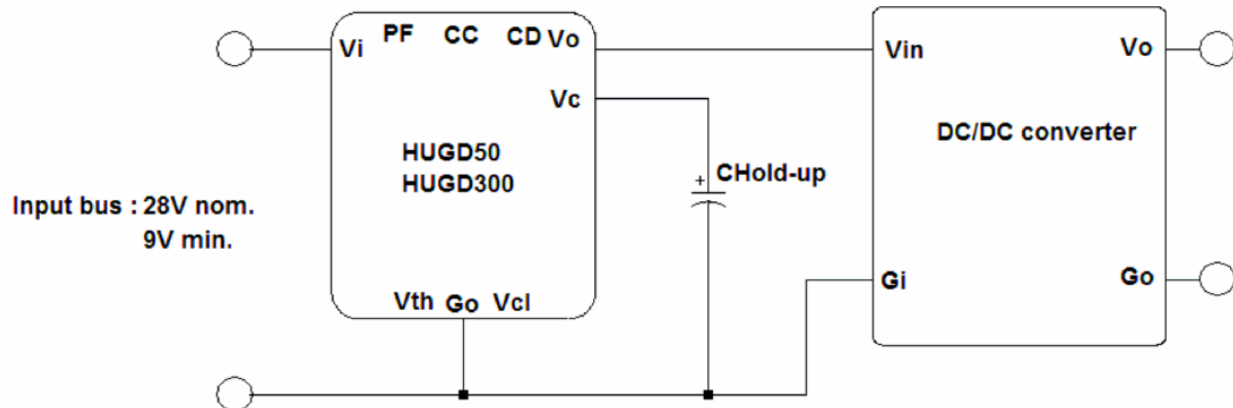 Vi
PF
CC
CD
Vo
Vc
HUGD50
HUGD300
Vth
Go
Vcl
+
CHold-up
Input bus : 28V nom.
9V min.
Vin
Vo
DC/DC converter
Gi
Go